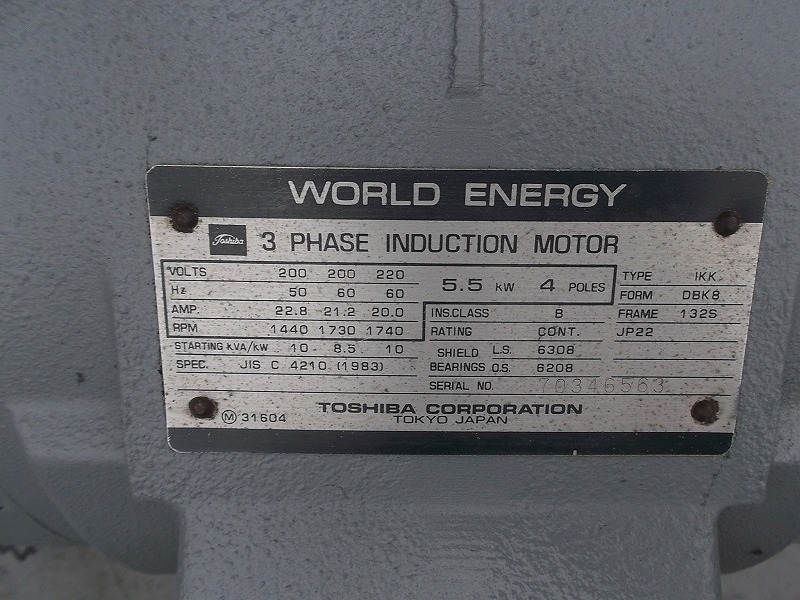 WORLD ENERGY
Toshiba 3 PHASE INDUCTION MOTOR
VOLTS 200 200 220
Hz 50 60 60
AMP. 22.8 21.2 20.0
RPM 1440 1730 1740
STARTING KVA/KW 10 8.5 10
SPEC. JIS C 4210 (1983)
5.5 KW 4 POLES
INS.CLASS B
RATING CONT.
SHIELD L.S. 6308
BEARINGS O.S. 6208
SERIAL NO. 70346563
TYPE IKK
FORM DBK8
FRAME 132S
JP22
M 31604
TOSHIBA CORPORATION
TOKYO JAPAN